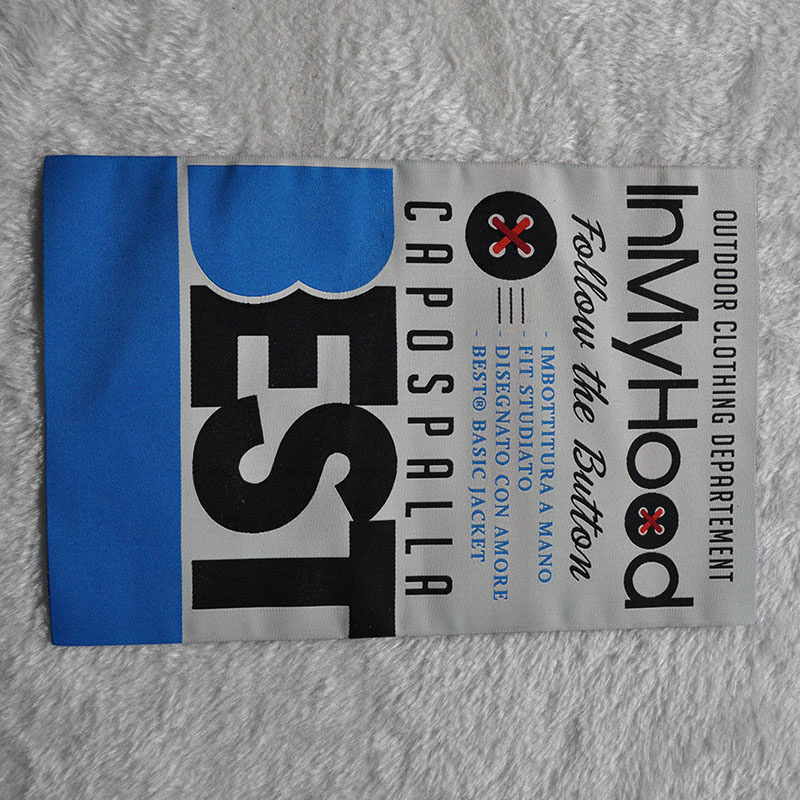 OUTDOOR CLOTHING DEPARTEMENT
InMyHood
Follow the Button
- IMBOTTITURA A MANO
- FIT STUDIATO
- DISEGNATO CON AMORE
- BEST® BASIC JACKET
CAPOSPALLA
BEST